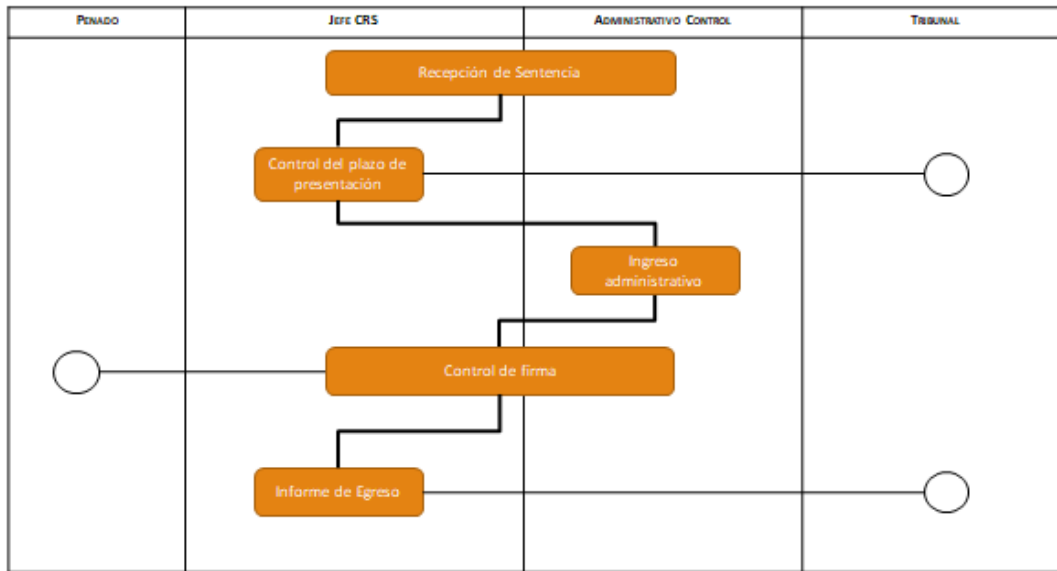 PENADO
JEFE CRS
ADMINISTRATIVO CONTROL
TRIBUNAL
Recepción de Sentencia
Control del plazo de
presentación
Ingreso
administrativo
Control de firma
Informe de Egreso